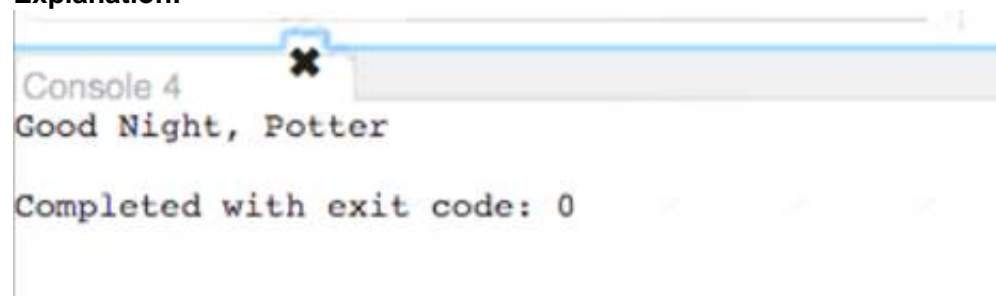 Explanation:
Console 4
Good Night, Potter
Completed with exit code: 0